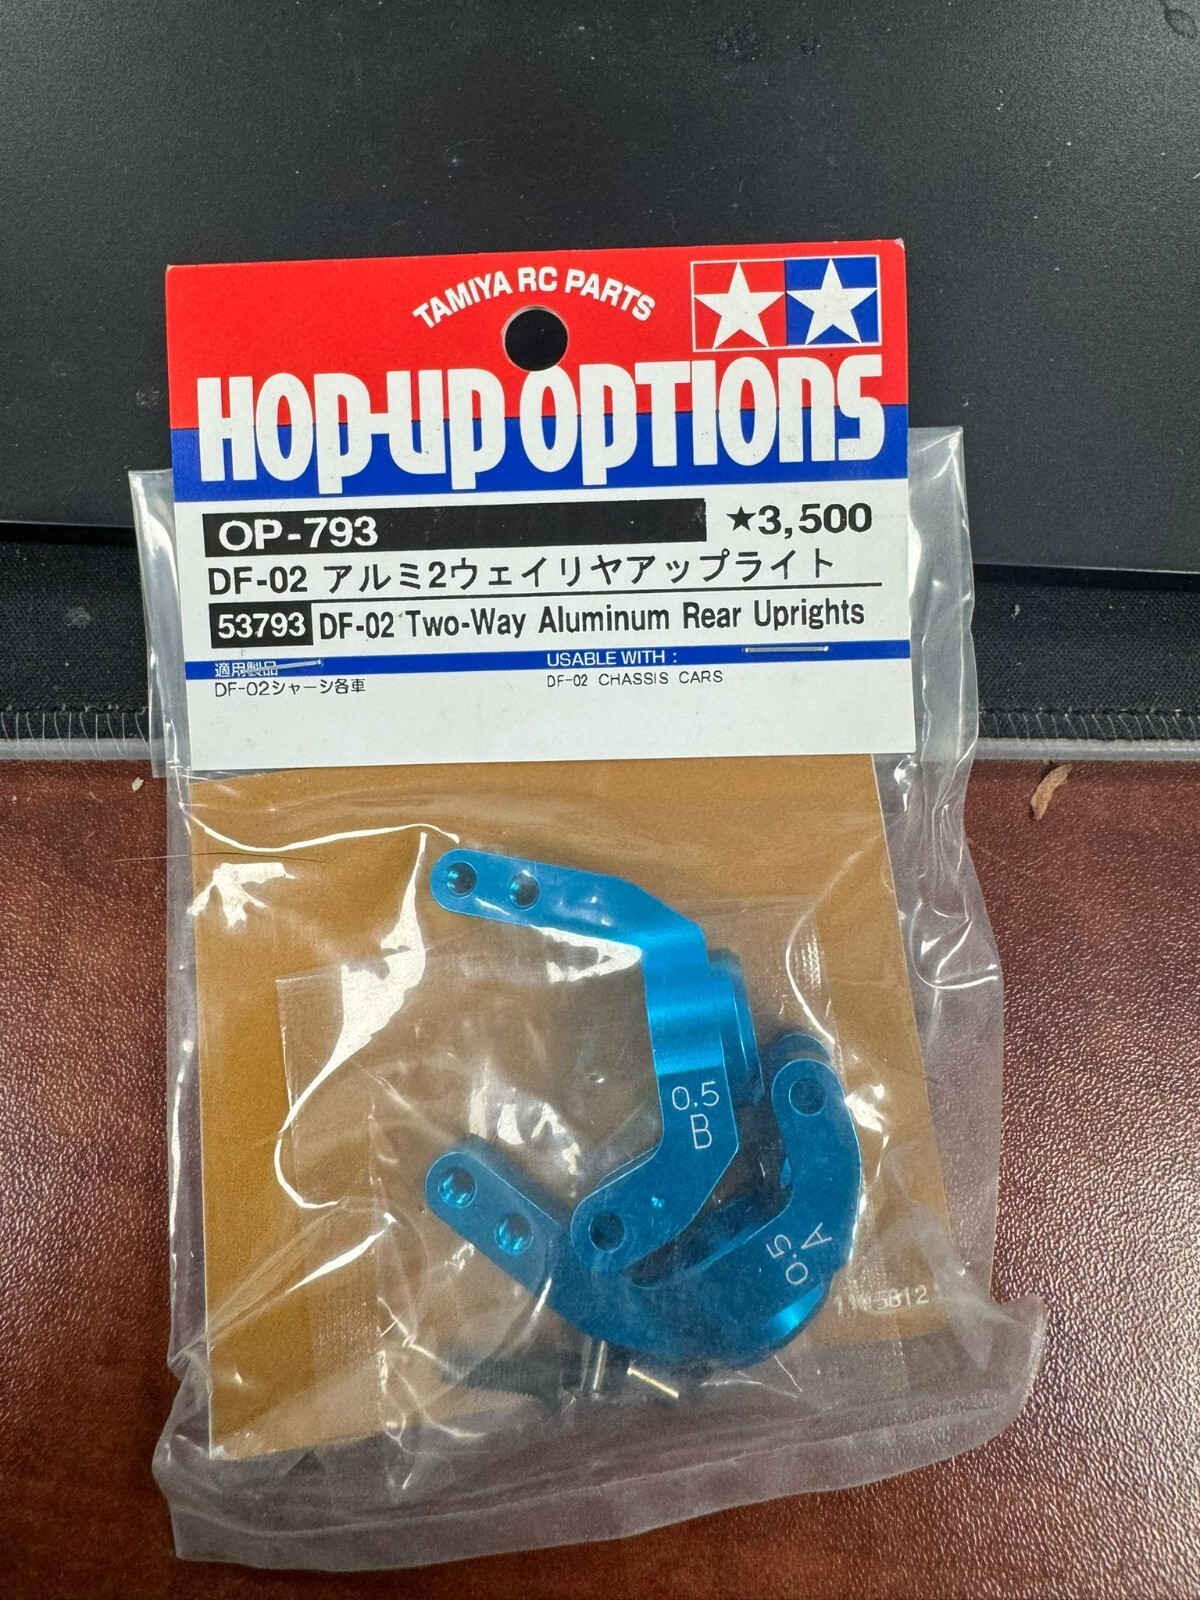 TAMIYA RC PARTS
HOP-UP OPTIONS
OP-793 ★3,500
DF-02 アルミ2ウェイリヤアップライト
53793 DF-02 Two-Way Aluminum Rear Uprights
適用製品
DF-02シャーシ各車
USABLE WITH :
DF-02 CHASSIS CARS
0.5
B
0.5
A